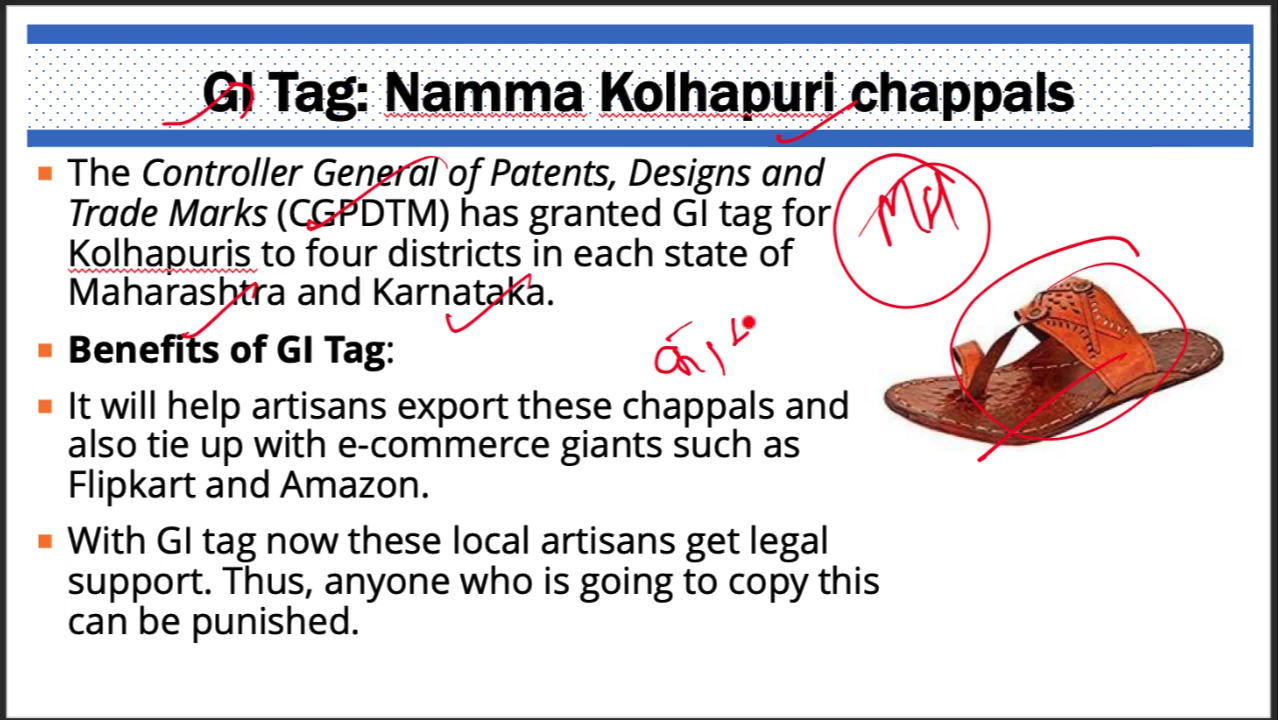 GI Tag: Namma Kolhapuri chappals
▪ The Controller General of Patents, Designs and
Trade Marks (CGPDTM) has granted GI tag for
Kolhapuris to four districts in each state of
Maharashtra and Karnataka.
▪ Benefits of GI Tag:
▪ It will help artisans export these chappals and
also tie up with e-commerce giants such as
Flipkart and Amazon.
▪ With GI tag now these local artisans get legal
support. Thus, anyone who is going to copy this
can be punished.